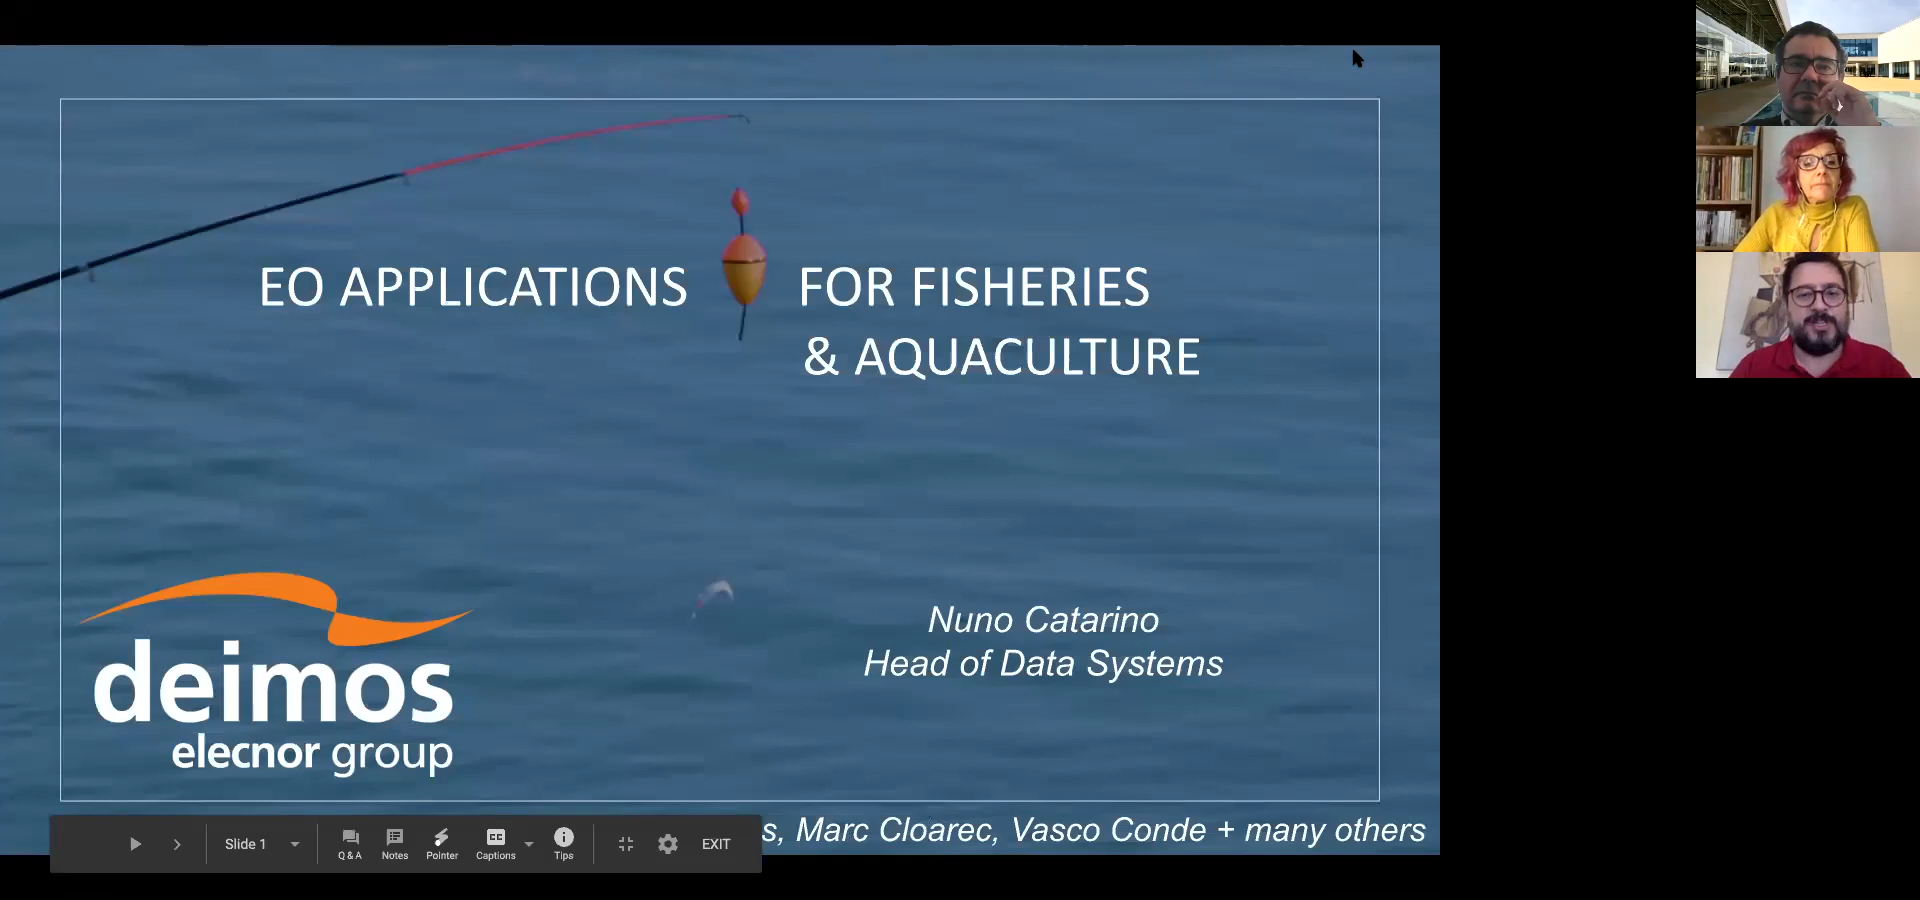 EO APPLICATIONS FOR FISHERIES
& AQUACULTURE
Nuno Catarino
Head of Data Systems
deimos
elecnor group
s, Marc Cloarec, Vasco Conde + many others
Slide 1
Q & A
Notes
Pointer
CC
Captions
Tips
EXIT